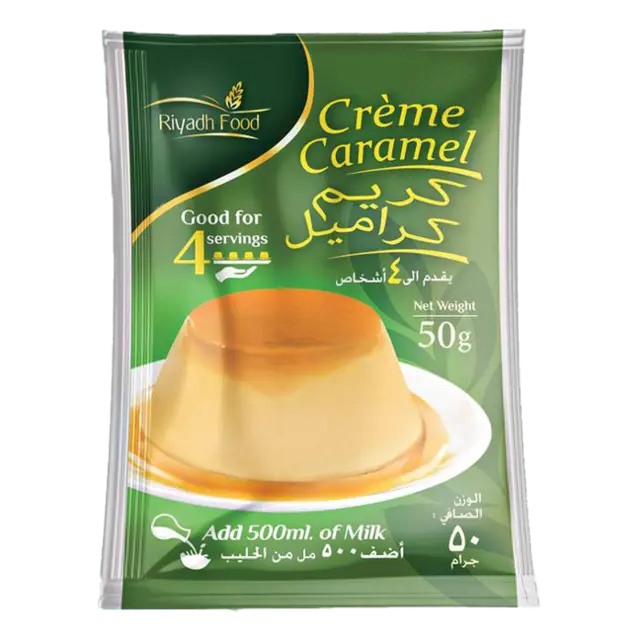 Riyadh Food
Crème
Caramel
كريم
كراميل
Good for
4 servings
يقدم الى ٤ أشخاص
Net Weight
50g
Add 500ml. of Milk
أضف ٥٠٠ مل من الحليب
الوزن
الصافي :
٥٠
جرام